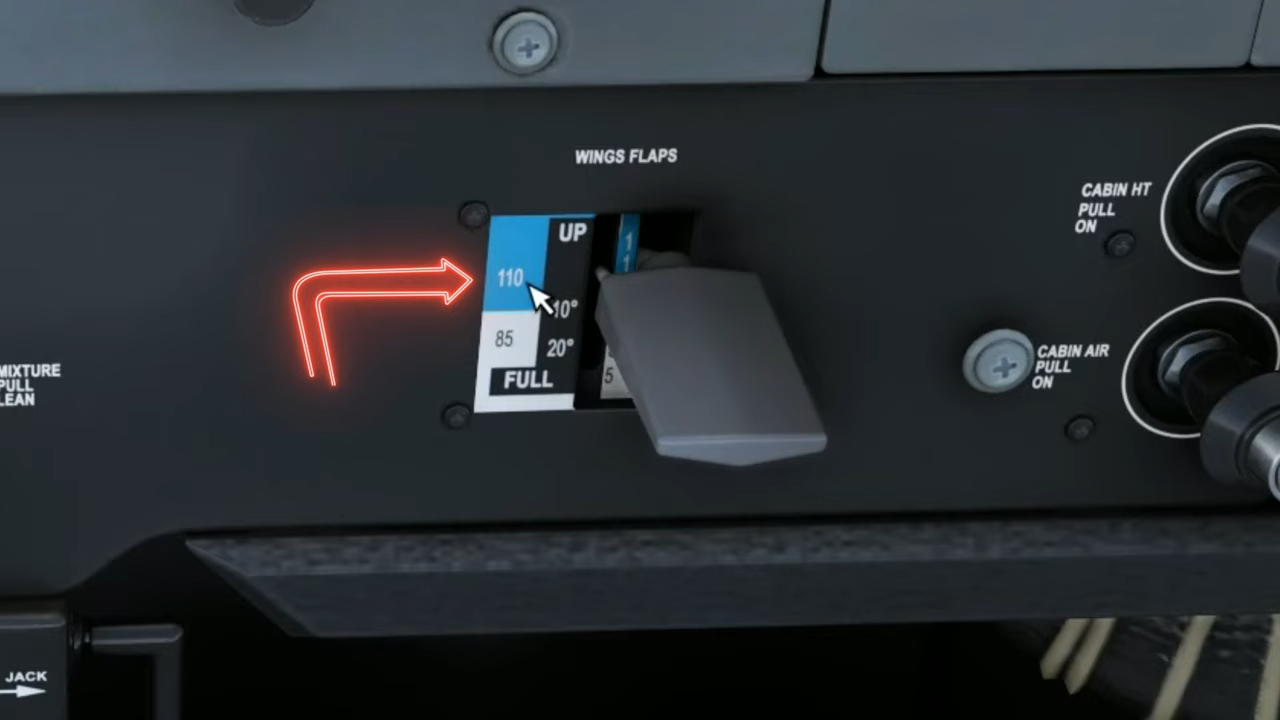 WINGS FLAPS
UP
110
10°
85
20°
FULL
5
CABIN HT
PULL
ON
CABIN AIR
PULL
ON
MIXTURE
PULL
LEAN
JACK